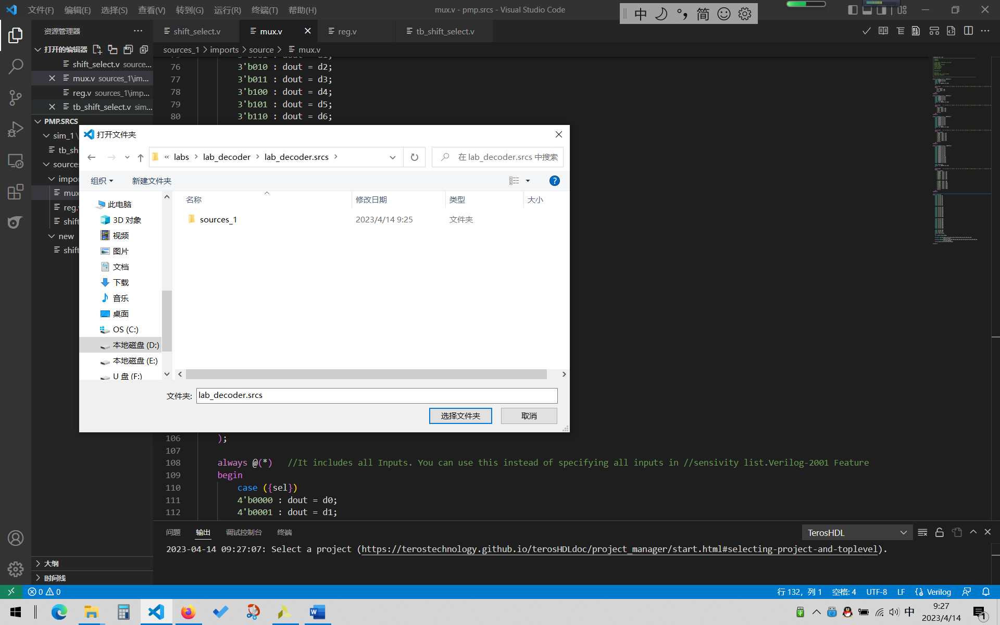 文件(F) 编辑(E) 选择(S) 查看(V) 转到(G) 运行(R) 终端(T) 帮助(H)
mux.v - pmp.srcs - Visual Studio Code
中 简
资源管理器
shift_select.v mux.v reg.v tb_shift_select.v
打开的编辑器
shift_select.v source...
mux.v sources_1\im...
reg.v sources_1\imp...
tb_shift_select.v sim...
PMP.SRCS
sim_1
tb_sh
source
impor
mux
reg.
shift
new
shift
大纲
时间线
sources_1 imports source mux.v
76 3'b010 : dout = d2;
77 3'b011 : dout = d3;
78 3'b100 : dout = d4;
79 3'b101 : dout = d5;
80 3'b110 : dout = d6;
打开文件夹
« labs lab_decoder lab_decoder.srcs
在 lab_decoder.srcs 中搜索
组织 新建文件夹 ?
此电脑
3D 对象
视频
图片
文档
下载
音乐
桌面
OS (C:)
本地磁盘 (D:)
本地磁盘 (E:)
U 盘 (F:)
名称 修改日期 类型 大小
sources_1 2023/4/14 9:25 文件夹
文件夹: lab_decoder.srcs
选择文件夹 取消
106 );
107
108 always @(*) //It includes all Inputs. You can use this instead of specifying all inputs in //sensivity list.Verilog-2001 Feature
109 begin
110 case ({sel})
111 4'b0000 : dout = d0;
112 4'b0001 : dout = d1;
问题 输出 调试控制台 终端
TerosHDL
2023-04-14 09:27:07: Select a project (https://terostechnology.github.io/terosHDLdoc/project_manager/start.html#selecting-project-and-toplevel).
0 0
行 132，列 1 空格: 4 UTF-8 LF Verilog
中
9:27
2023/4/14
1